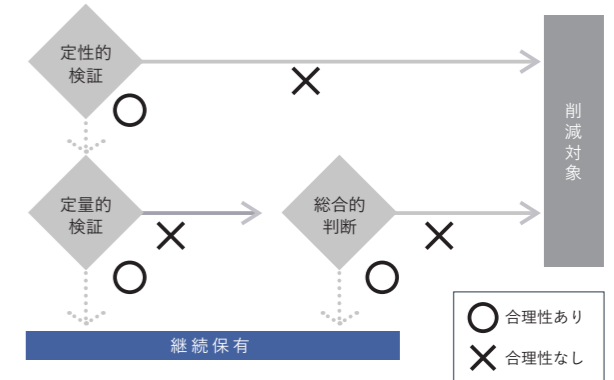 定性的
検証
削減対象
定量的
検証
総合的
判断
継続保有
合理性あり
合理性なし